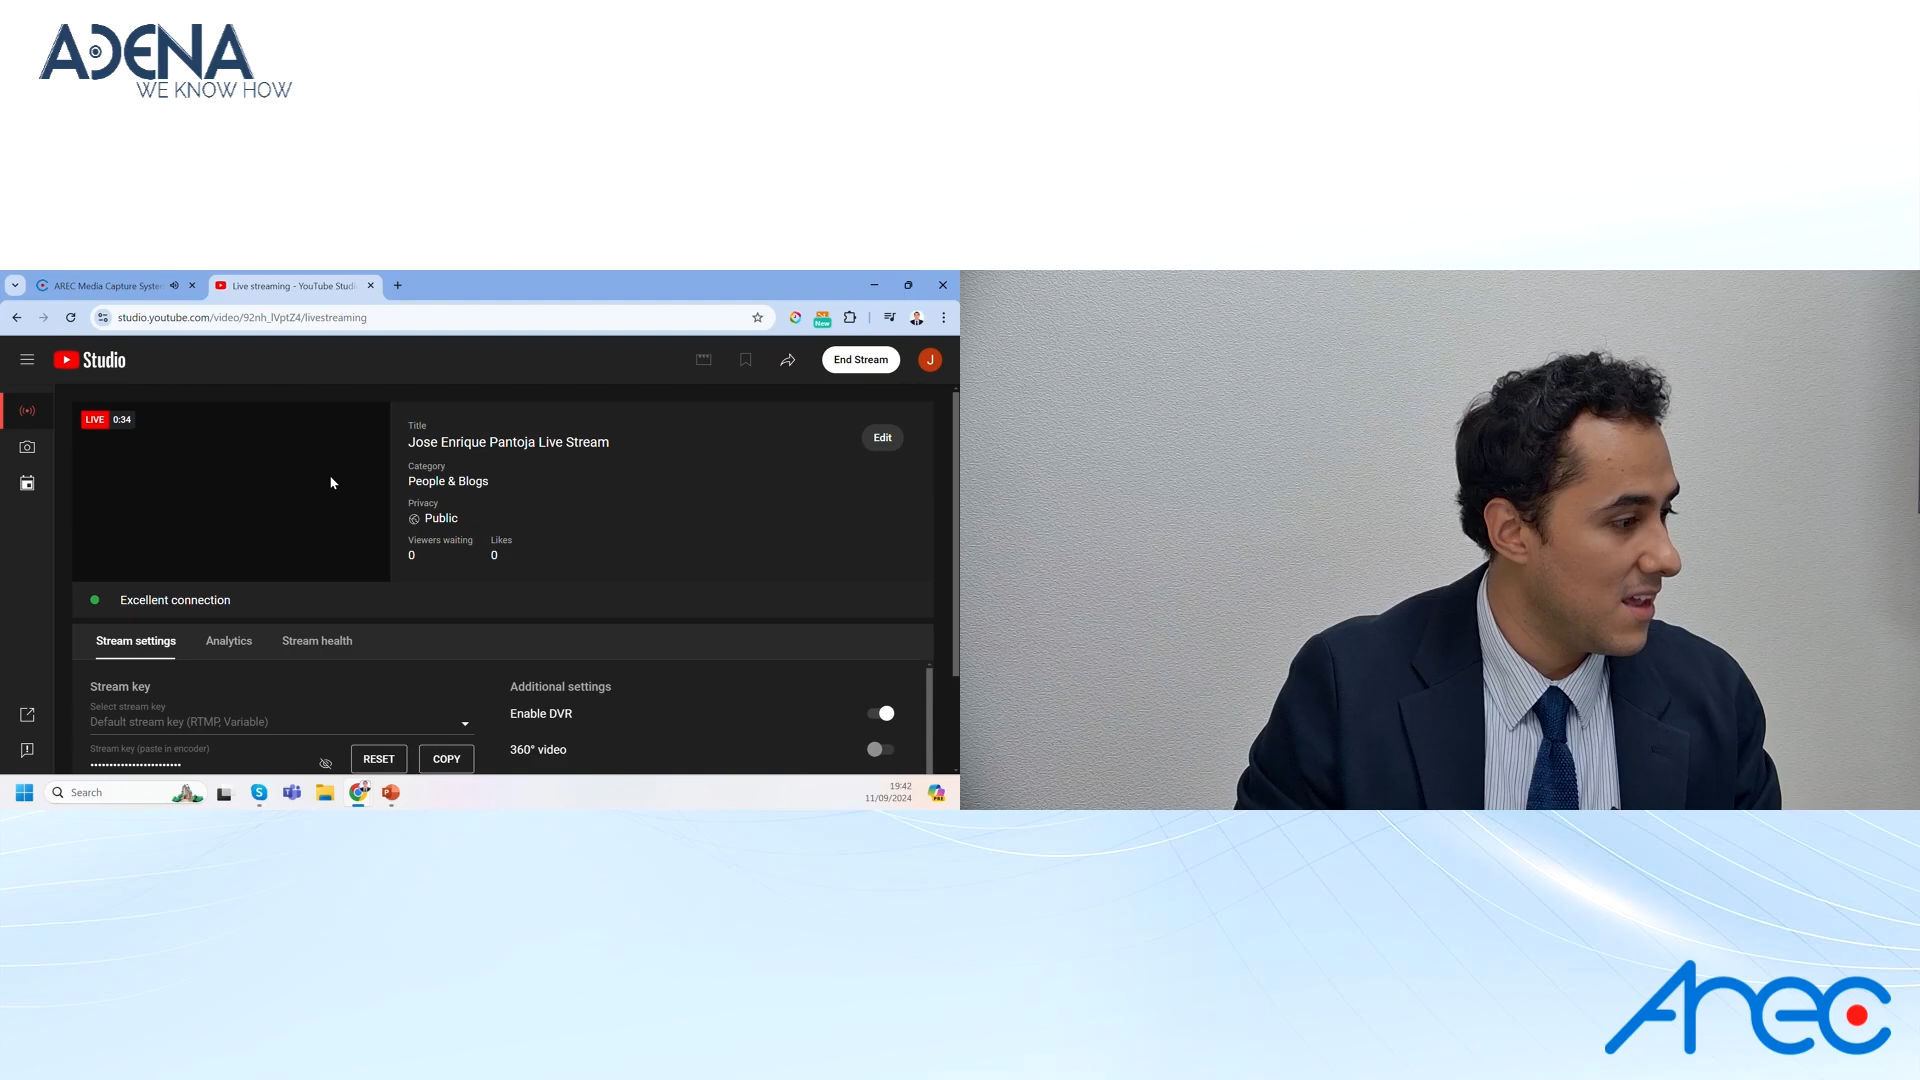 ADENA
WE KNOW HOW
AREC Media Capture Syste
Live streaming - YouTube Studi
studio.youtube.com/video/92nh_lVptZ4/livestreaming
New
Studio
End Stream
J
LIVE 0:34
Title
Jose Enrique Pantoja Live Stream
Edit
Category
People & Blogs
Privacy
Public
Viewers waiting
Likes
0
0
Excellent connection
Stream settings
Analytics
Stream health
Stream key
Select stream key
Default stream key (RTMP, Variable)
Stream key (paste in encoder)
••••••••••••••••••••••••
RESET
COPY
Additional settings
Enable DVR
360° video
Search
19:42
11/09/2024
Arec